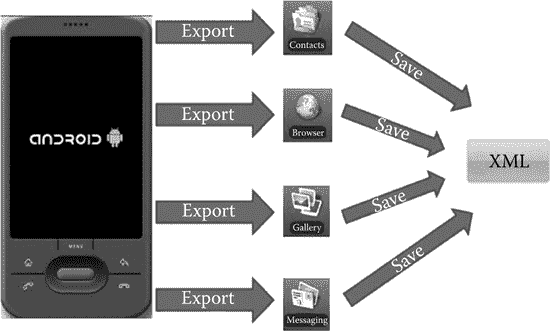 Export
Contacts
Save
Export
Browser
Save
ANDROID
XML
Export
Gallery
Save
MENU
Export
Messaging
Save